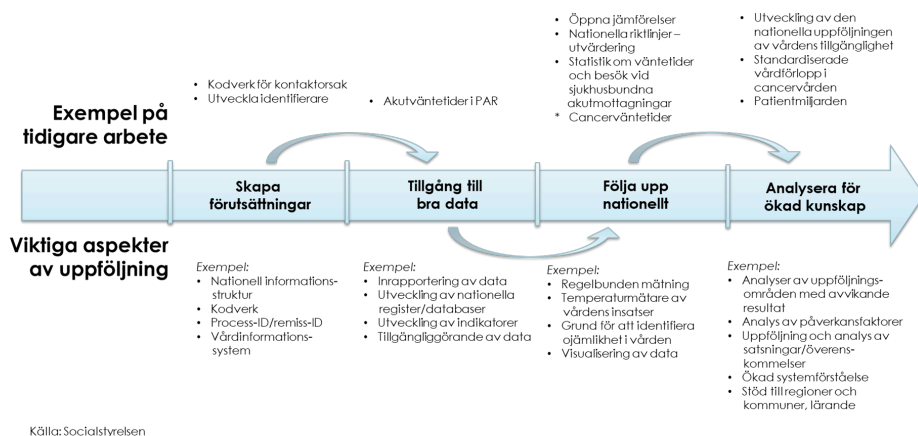 Exempel på
tidigare arbete
• Kodverk för kontaktorsak
• Utveckla identifierare
• Akutväntetider i PAR
• Öppna jämförelser
• Nationella riktlinjer –
utvärdering
• Statistik om väntetider
och besök vid
sjukhusbundna
akutmottagningar
* Cancerväntetider
• Utveckling av den
nationella uppföljningen
av vårdens tillgänglighet
• Standardiserade
vårdförlopp i
cancervården
• Patientmiljarden
Skapa
förutsättningar
Tillgång till
bra data
Följa upp
nationellt
Analysera för
ökad kunskap
Viktiga aspekter
av uppföljning
Exempel:
• Nationell informations-
struktur
• Kodverk
• Process-ID/remiss-ID
• Vårdinformations-
system
Exempel:
• Inrapportering av data
• Utveckling av nationella
register/databaser
• Utveckling av indikatorer
• Tillgängliggörande av data
Exempel:
• Regelbunden mätning
• Temperaturmätare av
vårdens insatser
• Grund för att identifiera
ojämlikhet i vården
• Visualisering av data
Exempel:
• Analyser av uppföljnings-
områden med avvikande
resultat
• Analys av påverkansfaktorer
• Uppföljning och analys av
satsningar/överens-
kommelser
• Ökad systemförståelse
• Stöd till regioner och
kommuner, lärande
Källa: Socialstyrelsen